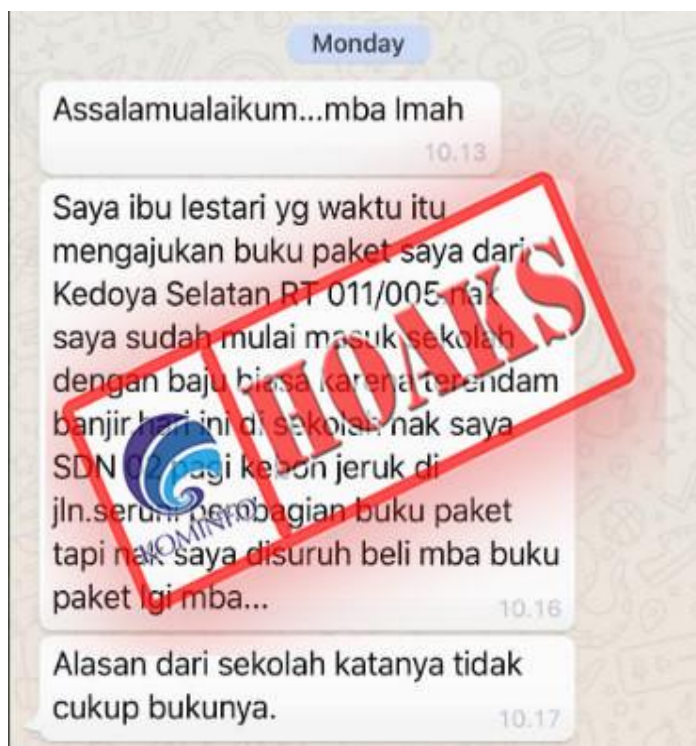 Monday
Assalamualaikum...mba Imah
10.13
Saya ibu lestari yg waktu itu
mengajukan buku paket saya dari
Kedoya Selatan RT 011/005 nak
saya sudah mulai masuk sekolah
dengan baju biasa karena terendam
banjir hari ini di sekolah nak saya
SDN 02 pagi kebon jeruk di
jln.seruni pembagian buku paket
tapi nak saya disuruh beli mba buku
paket lgi mba...
10.16
HOAKS
KOMINFO
Alasan dari sekolah katanya tidak
cukup bukunya.
10.17